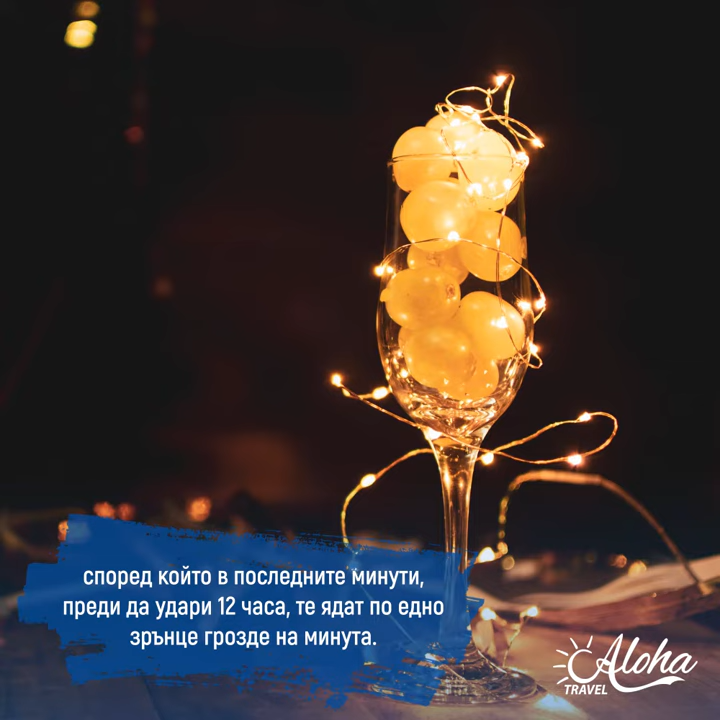 според който в последните минути,
преди да удари 12 часа, те ядат по едно
зрънце грозде на минута.
Aloha
TRAVEL